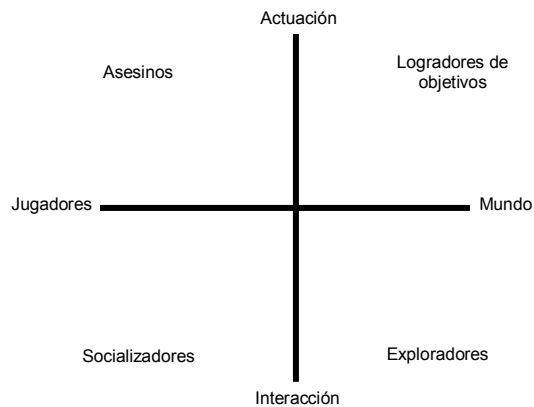 Actuación
Asesinos
Logradores de
objetivos
Jugadores
Mundo
Socializadores
Exploradores
Interacción